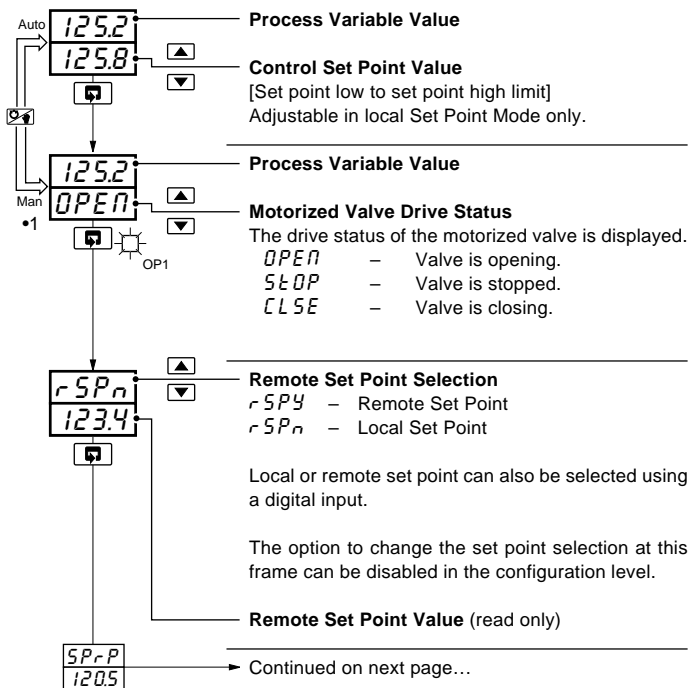 Auto
125.2
Process Variable Value
125.8
Control Set Point Value
[Set point low to set point high limit]
Adjustable in local Set Point Mode only.
125.2
Process Variable Value
Man
OPEN
Motorized Valve Drive Status
•1
The drive status of the motorized valve is displayed.
OP1
OPEN – Valve is opening.
StOP – Valve is stopped.
CLSE – Valve is closing.
rSPn
Remote Set Point Selection
123.4
rSPY – Remote Set Point
rSPn – Local Set Point
Local or remote set point can also be selected using
a digital input.
The option to change the set point selection at this
frame can be disabled in the configuration level.
Remote Set Point Value (read only)
SPrP
120.5
Continued on next page…